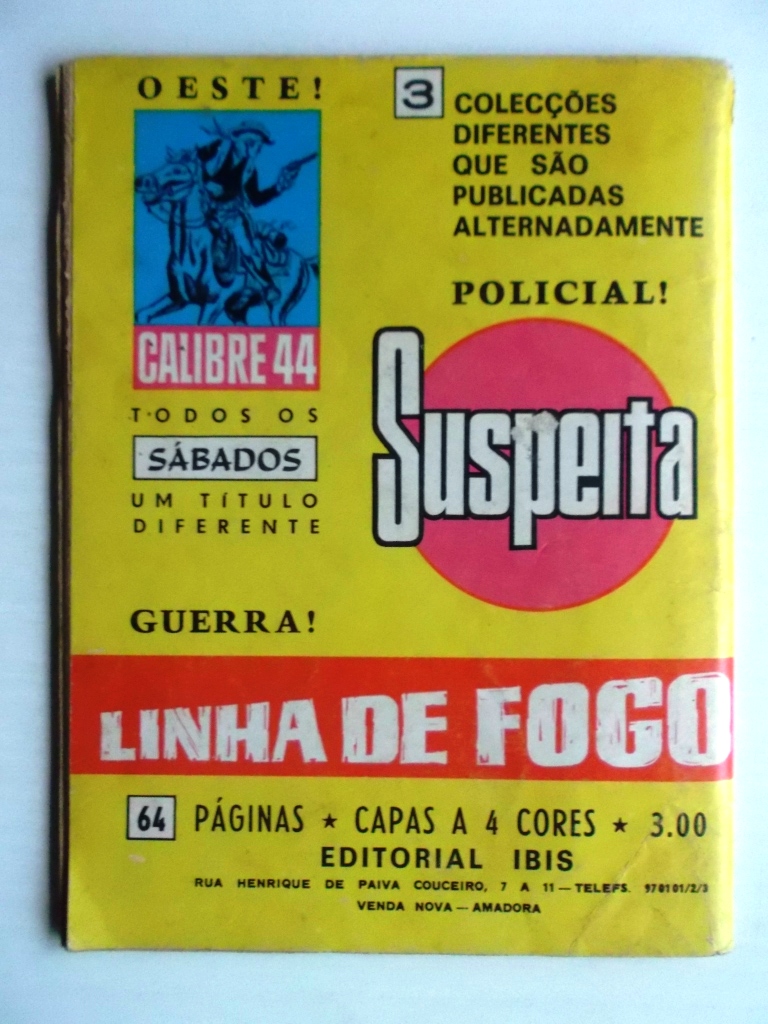 OESTE!
CALIBRE 44
TODOS OS
SÁBADOS
UM TÍTULO
DIFERENTE
3 COLECÇÕES
DIFERENTES
QUE SÃO
PUBLICADAS
ALTERNADAMENTE
POLICIAL!
Suspeita
GUERRA!
LINHA DE FOGO
64 PÁGINAS ★ CAPAS A 4 CORES ★ 3.00
EDITORIAL IBIS
RUA HENRIQUE DE PAIVA COUCEIRO, 7 A 11 — TELEFS. 970101/2/3
VENDA NOVA — AMADORA